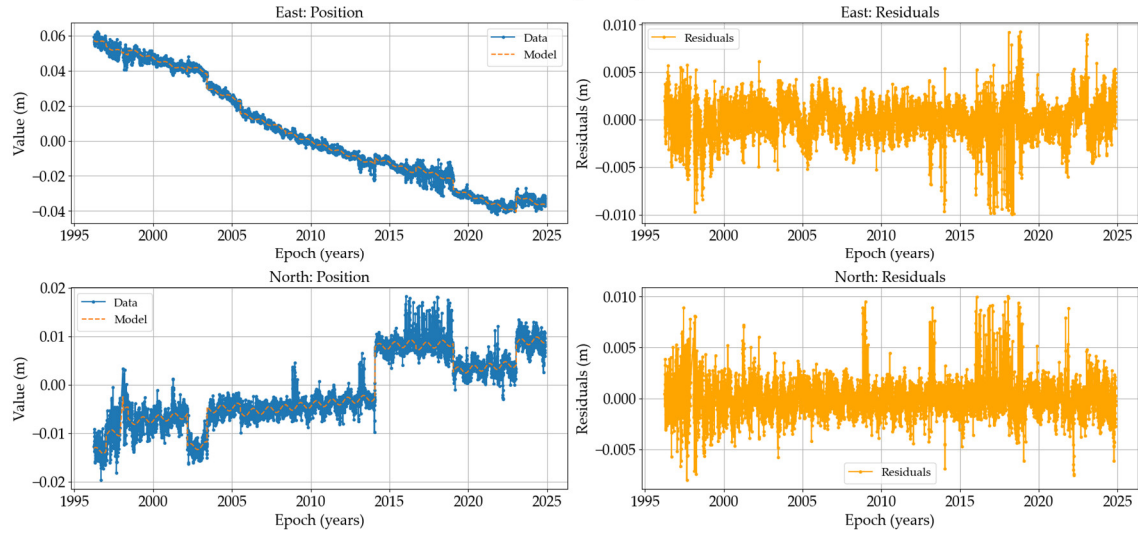 East: Position
0.06
0.04
0.02
0.00
−0.02
−0.04
Value (m)
Data
Model
1995 2000 2005 2010 2015 2020 2025
Epoch (years)
East: Residuals
0.010
0.005
0.000
−0.005
−0.010
Residuals (m)
Residuals
1995 2000 2005 2010 2015 2020 2025
Epoch (years)
North: Position
0.02
0.01
0.00
−0.01
−0.02
Value (m)
Data
Model
1995 2000 2005 2010 2015 2020 2025
Epoch (years)
North: Residuals
0.010
0.005
0.000
−0.005
Residuals (m)
Residuals
1995 2000 2005 2010 2015 2020 2025
Epoch (years)